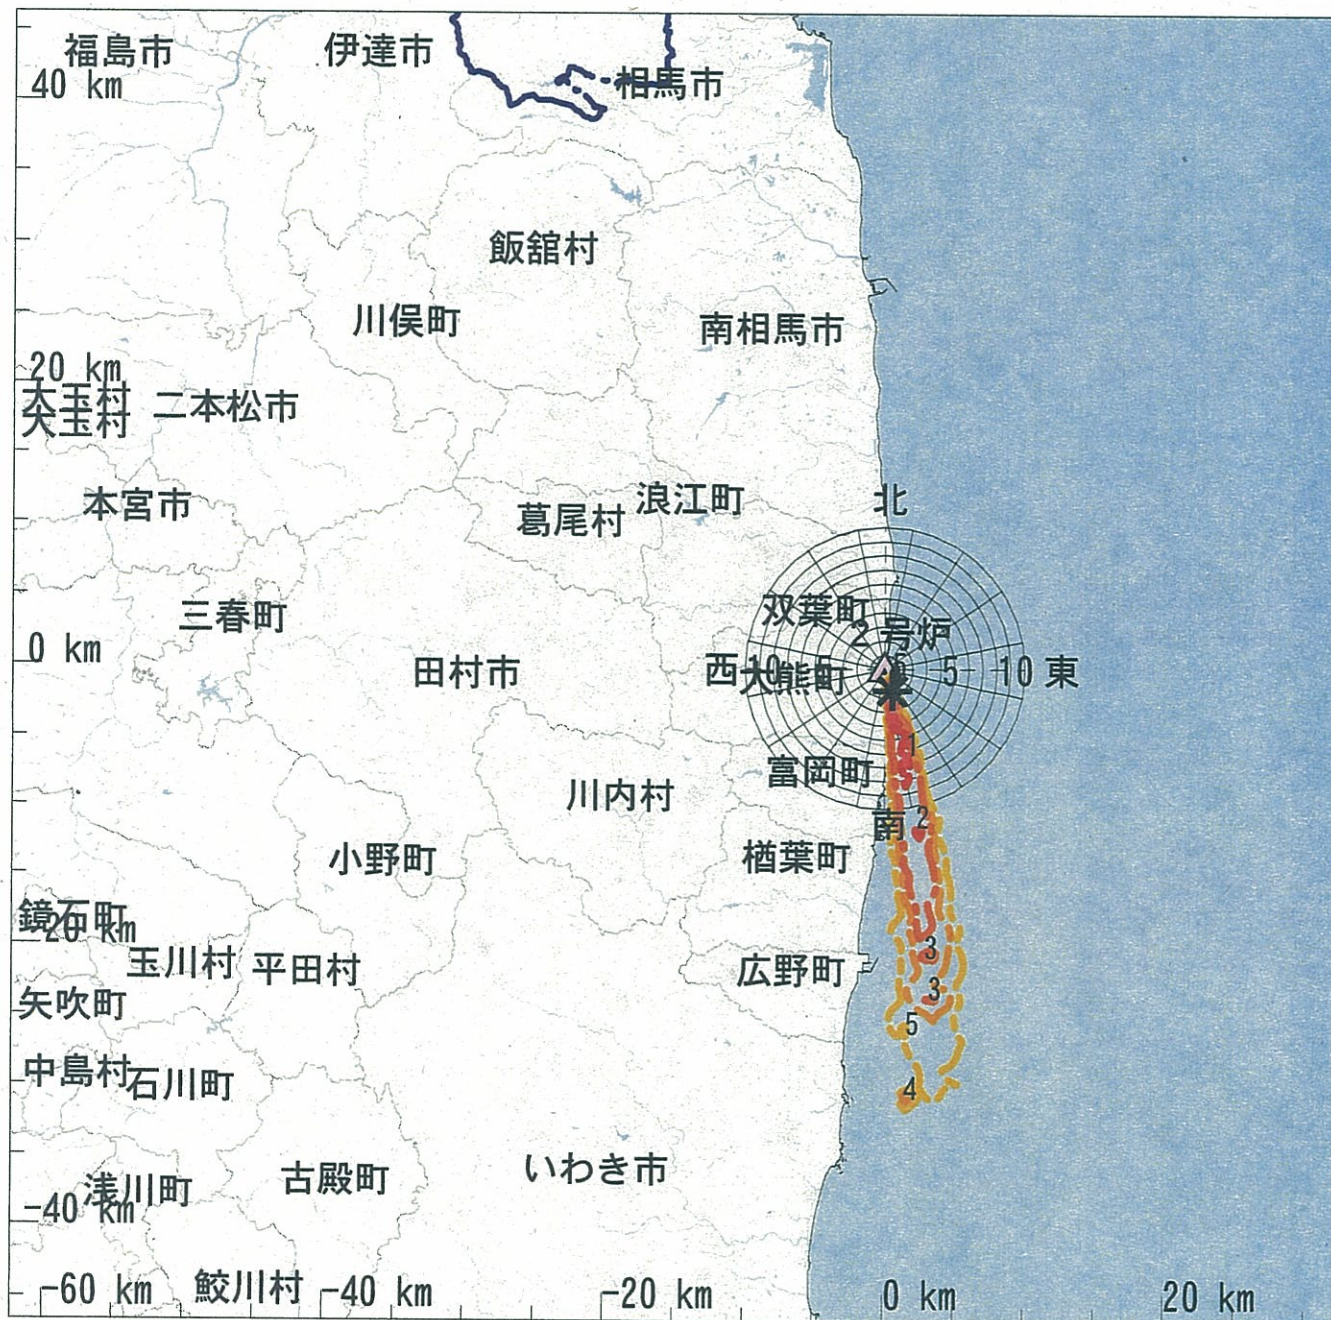 福島市
伊達市
40 km
相馬市
飯舘村
川俣町
南相馬市
20 km
大玉村
大玉村
二本松市
本宮市
葛尾村
浪江町
北
三春町
双葉町
2号炉
0 km
田村市
西
10
5
大熊町
5
10
東
1
富岡町
川内村
2
南
小野町
楢葉町
鏡石町
-20 km
玉川村
平田村
3
広野町
矢吹町
3
5
中島村
石川町
4
いわき市
浅川町
古殿町
-40 km
-60 km
鮫川村
-40 km
-20 km
0 km
20 km